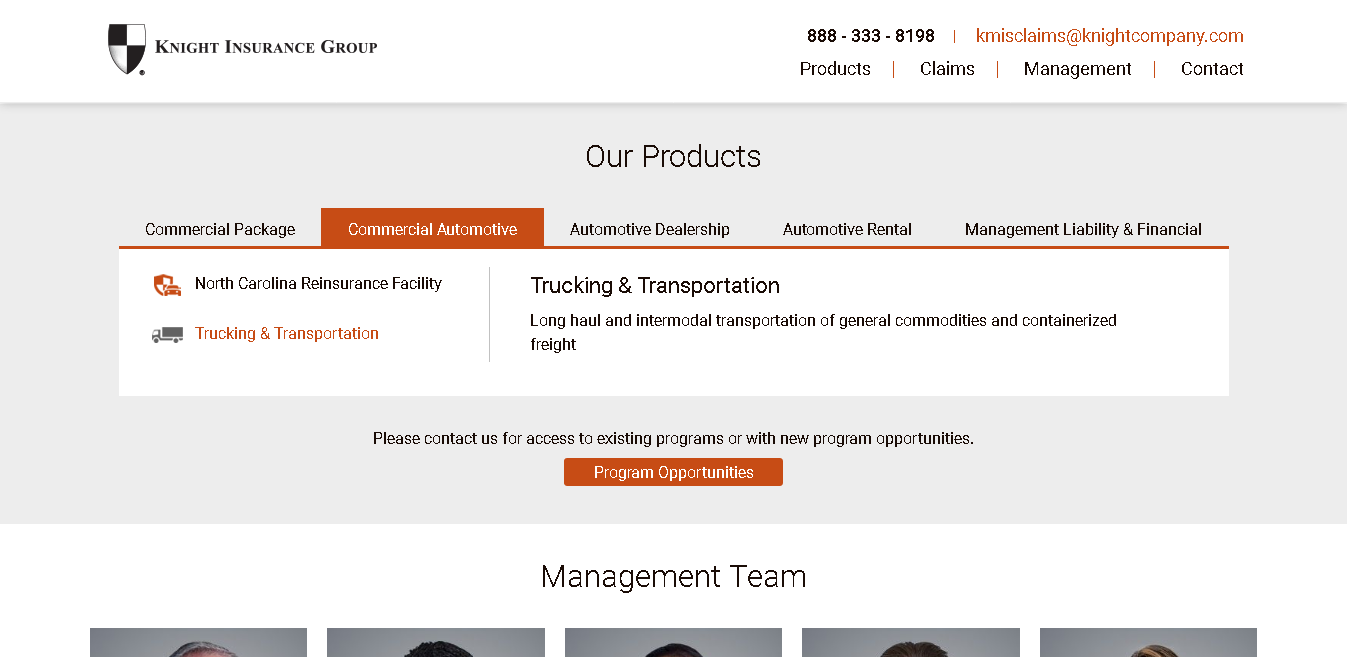 KNIGHT INSURANCE GROUP
888 - 333 - 8198 | kmisclaims@knightcompany.com
Products | Claims | Management | Contact
Our Products
Commercial Package Commercial Automotive Automotive Dealership Automotive Rental Management Liability & Financial
North Carolina Reinsurance Facility
Trucking & Transportation
Trucking & Transportation
Long haul and intermodal transportation of general commodities and containerized
freight
Please contact us for access to existing programs or with new program opportunities.
Program Opportunities
Management Team